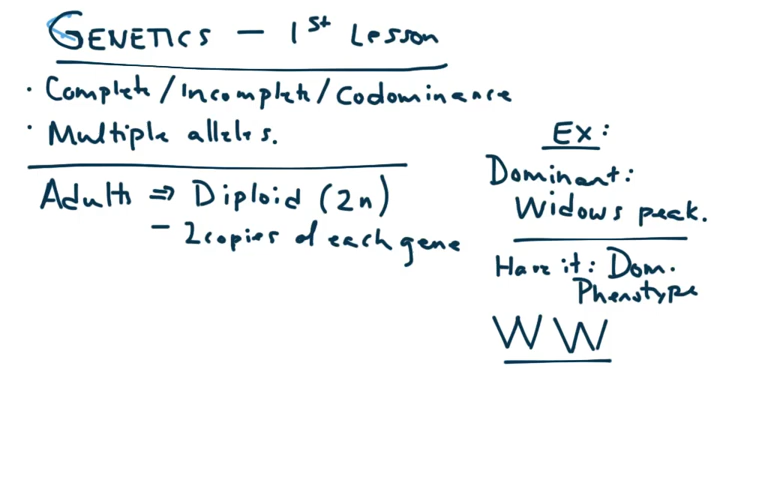 GENETICS - 1st Lesson
· Complete/Incomplete/Codominance
· Multiple alleles.
Adult ⇒ Diploid (2n)
- 2 copies of each gene
Ex:
Dominant:
Widows peak.
Have it: Dom.
Phenotype
WW